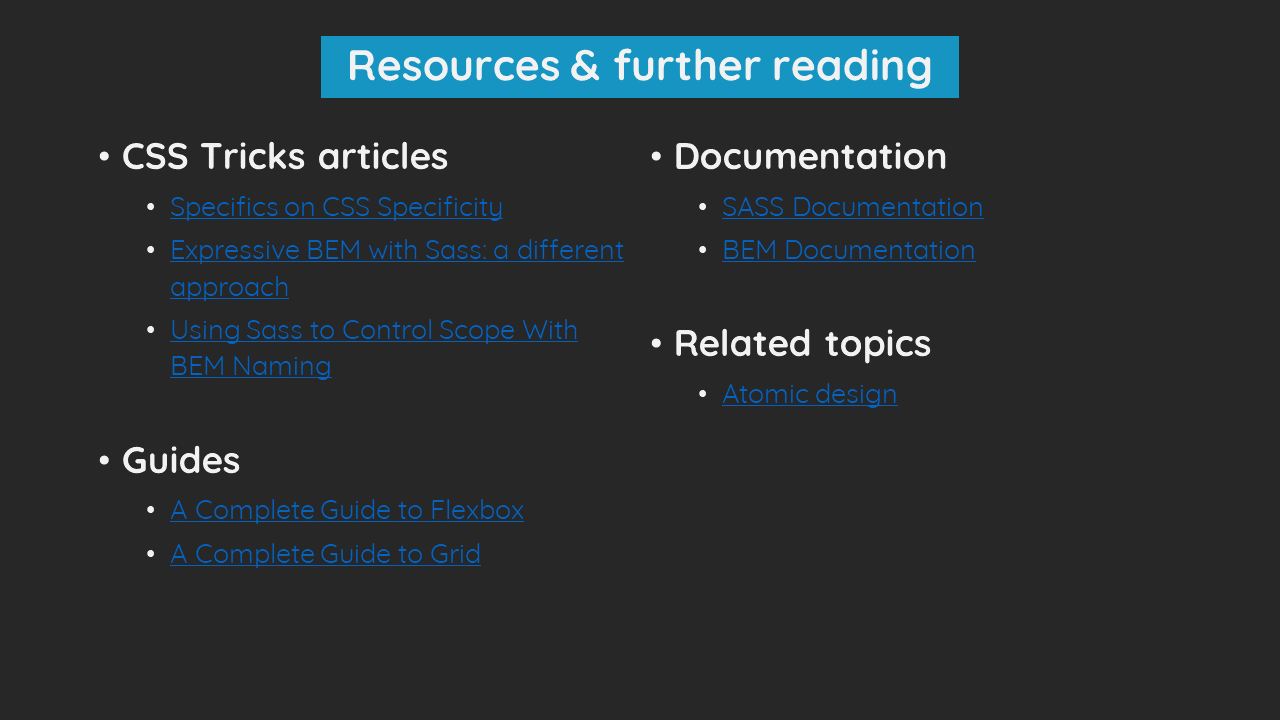 Resources & further reading
• CSS Tricks articles
• Specifics on CSS Specificity
• Expressive BEM with Sass: a different
approach
• Using Sass to Control Scope With
BEM Naming
• Guides
• A Complete Guide to Flexbox
• A Complete Guide to Grid
• Documentation
• SASS Documentation
• BEM Documentation
• Related topics
• Atomic design